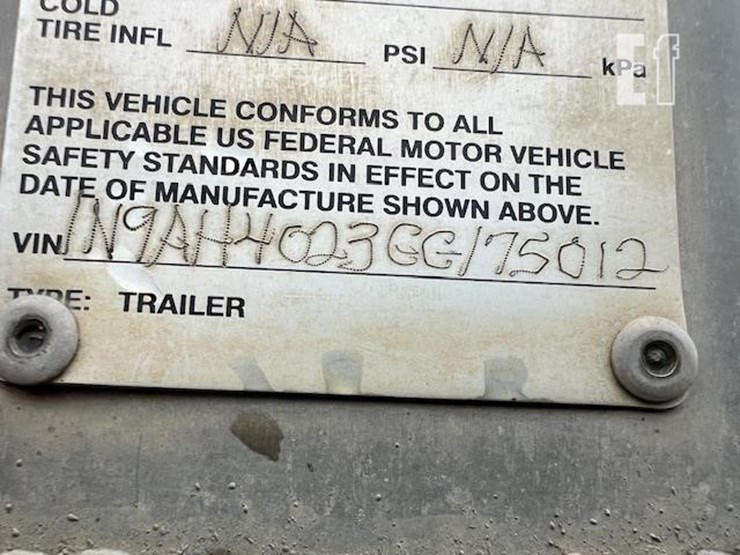 COLD
TIRE INFL N/A PSI N/A kPa
THIS VEHICLE CONFORMS TO ALL
APPLICABLE US FEDERAL MOTOR VEHICLE
SAFETY STANDARDS IN EFFECT ON THE
DATE OF MANUFACTURE SHOWN ABOVE.
VIN 1N9AH4023GG175012
TYPE: TRAILER
Ef